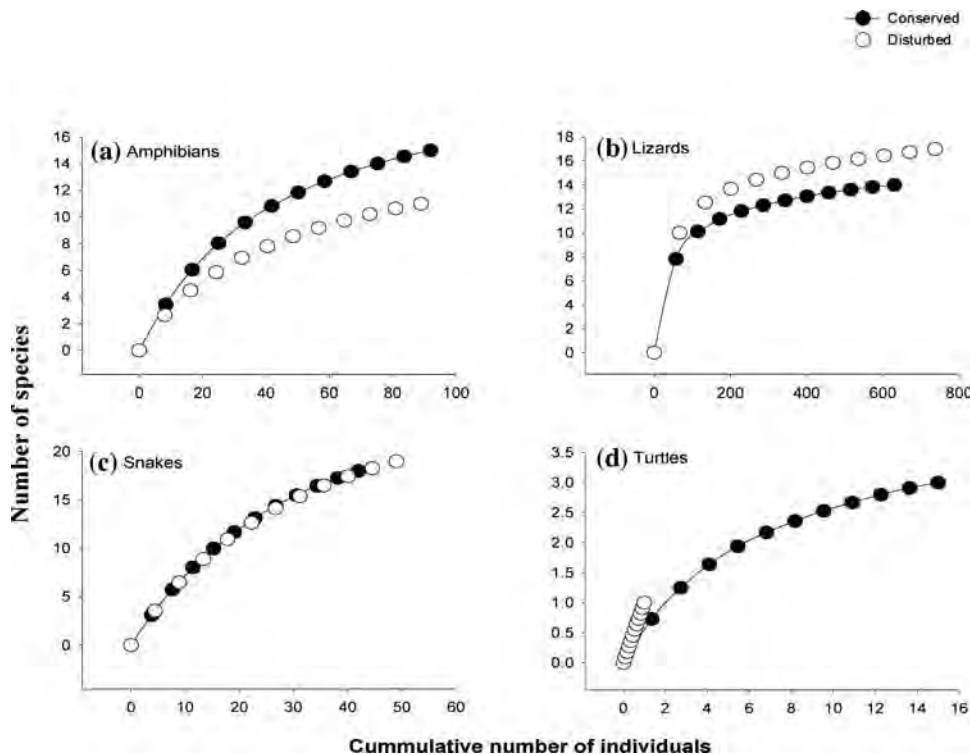 Conserved
Disturbed
(a) Amphibians
16
14
12
10
8
6
4
2
0
0 20 40 60 80 100
(b) Lizards
18
16
14
12
10
8
6
4
2
0
0 200 400 600 800
Number of species
(c) Snakes
20
15
10
5
0
0 10 20 30 40 50 60
(d) Turtles
3.5
3.0
2.5
2.0
1.5
1.0
0.5
0.0
0 2 4 6 8 10 12 14 16
Cummulative number of individuals